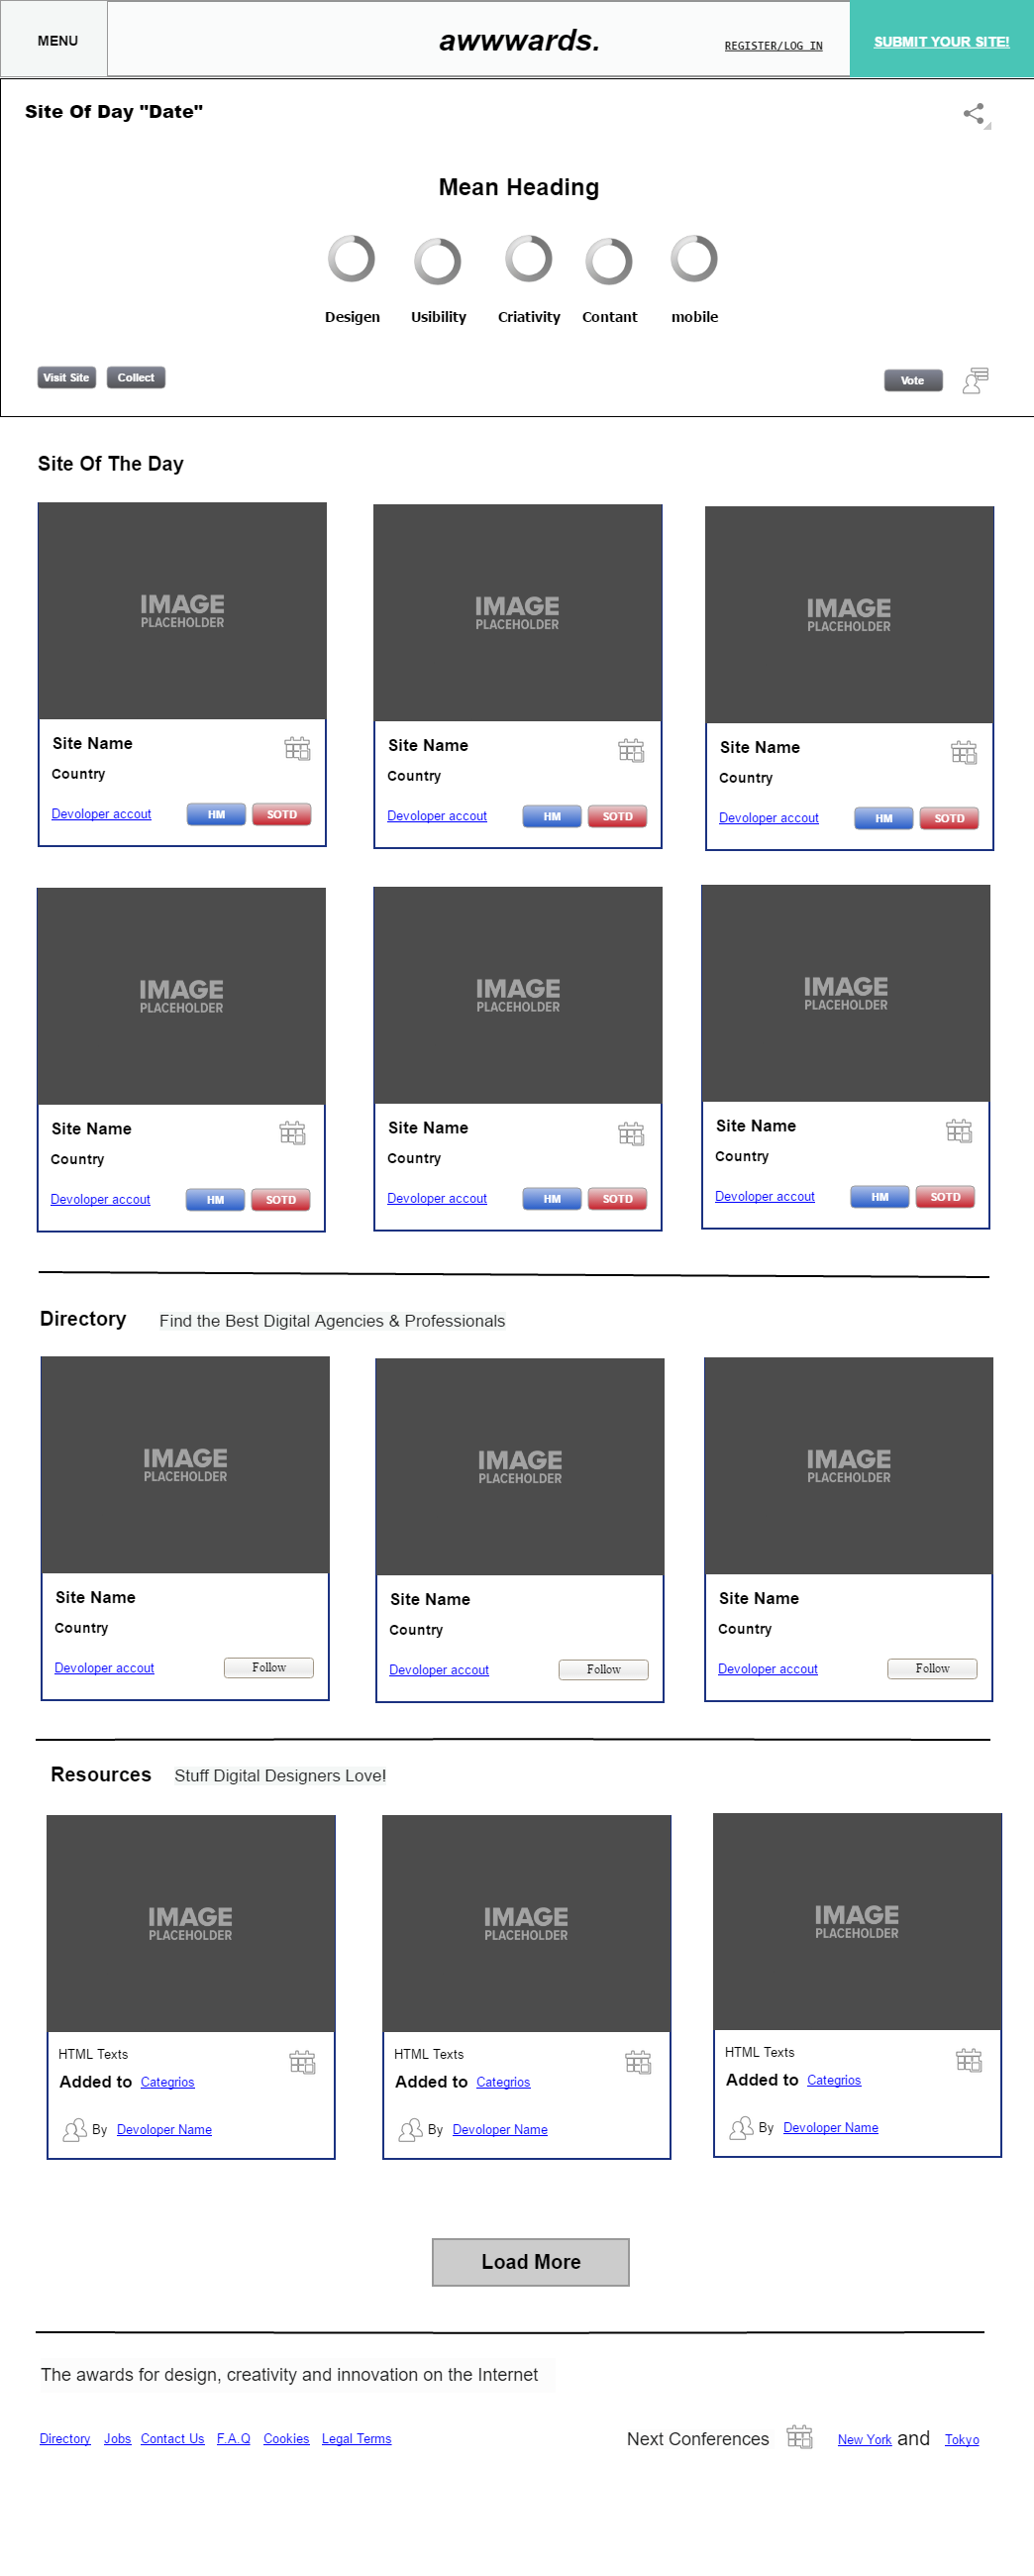 MENU
awwwards.
REGISTER/LOG IN
SUBMIT YOUR SITE!
Site Of Day "Date"
Mean Heading
Desigen Usibility Criativity Contant mobile
Visit Site Collect Vote
Site Of The Day
IMAGE IMAGE IMAGE
PLACEHOLDER PLACEHOLDER PLACEHOLDER
Site Name Site Name Site Name
Country Country Country
Devoloper accout HM SOTD Devoloper accout HM SOTD Devoloper accout HM SOTD
IMAGE IMAGE IMAGE
PLACEHOLDER PLACEHOLDER PLACEHOLDER
Site Name Site Name Site Name
Country Country Country
Devoloper accout HM SOTD Devoloper accout HM SOTD Devoloper accout HM SOTD
Directory Find the Best Digital Agencies & Professionals
IMAGE IMAGE IMAGE
PLACEHOLDER PLACEHOLDER PLACEHOLDER
Site Name Site Name Site Name
Country Country Country
Devoloper accout Follow Devoloper accout Follow Devoloper accout Follow
Resources Stuff Digital Designers Love!
IMAGE IMAGE IMAGE
PLACEHOLDER PLACEHOLDER PLACEHOLDER
HTML Texts HTML Texts HTML Texts
Added to Categrios Added to Categrios Added to Categrios
By Devoloper Name By Devoloper Name By Devoloper Name
Load More
The awards for design, creativity and innovation on the Internet
Directory Jobs Contact Us F.A.Q Cookies Legal Terms Next Conferences New York and Tokyo